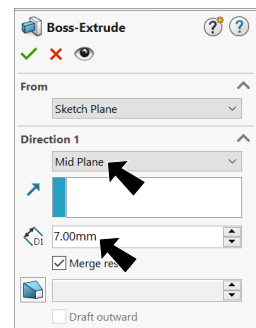 Boss-Extrude
From
Sketch Plane
Direction 1
Mid Plane
D1 7.00mm
Merge res
Draft outward